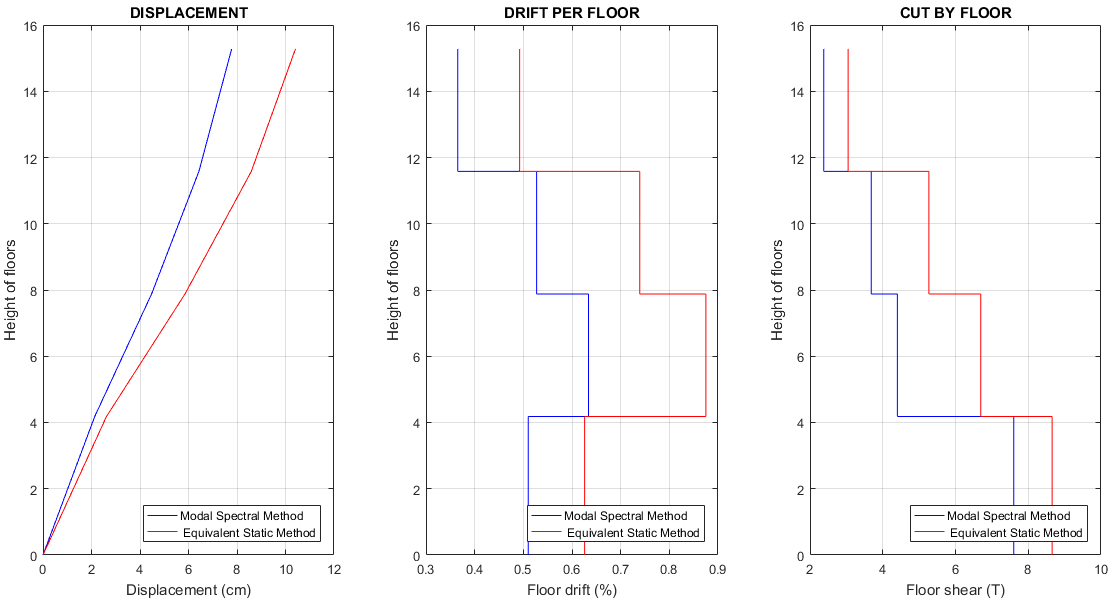 DISPLACEMENT
16
14
12
10
8
6
4
2
0
0 2 4 6 8 10 12
Height of floors
Displacement (cm)
Modal Spectral Method
Equivalent Static Method
DRIFT PER FLOOR
16
14
12
10
8
6
4
2
0
0.3 0.4 0.5 0.6 0.7 0.8 0.9
Height of floors
Floor drift (%)
Modal Spectral Method
Equivalent Static Method
CUT BY FLOOR
16
14
12
10
8
6
4
2
0
2 4 6 8 10
Height of floors
Floor shear (T)
Modal Spectral Method
Equivalent Static Method